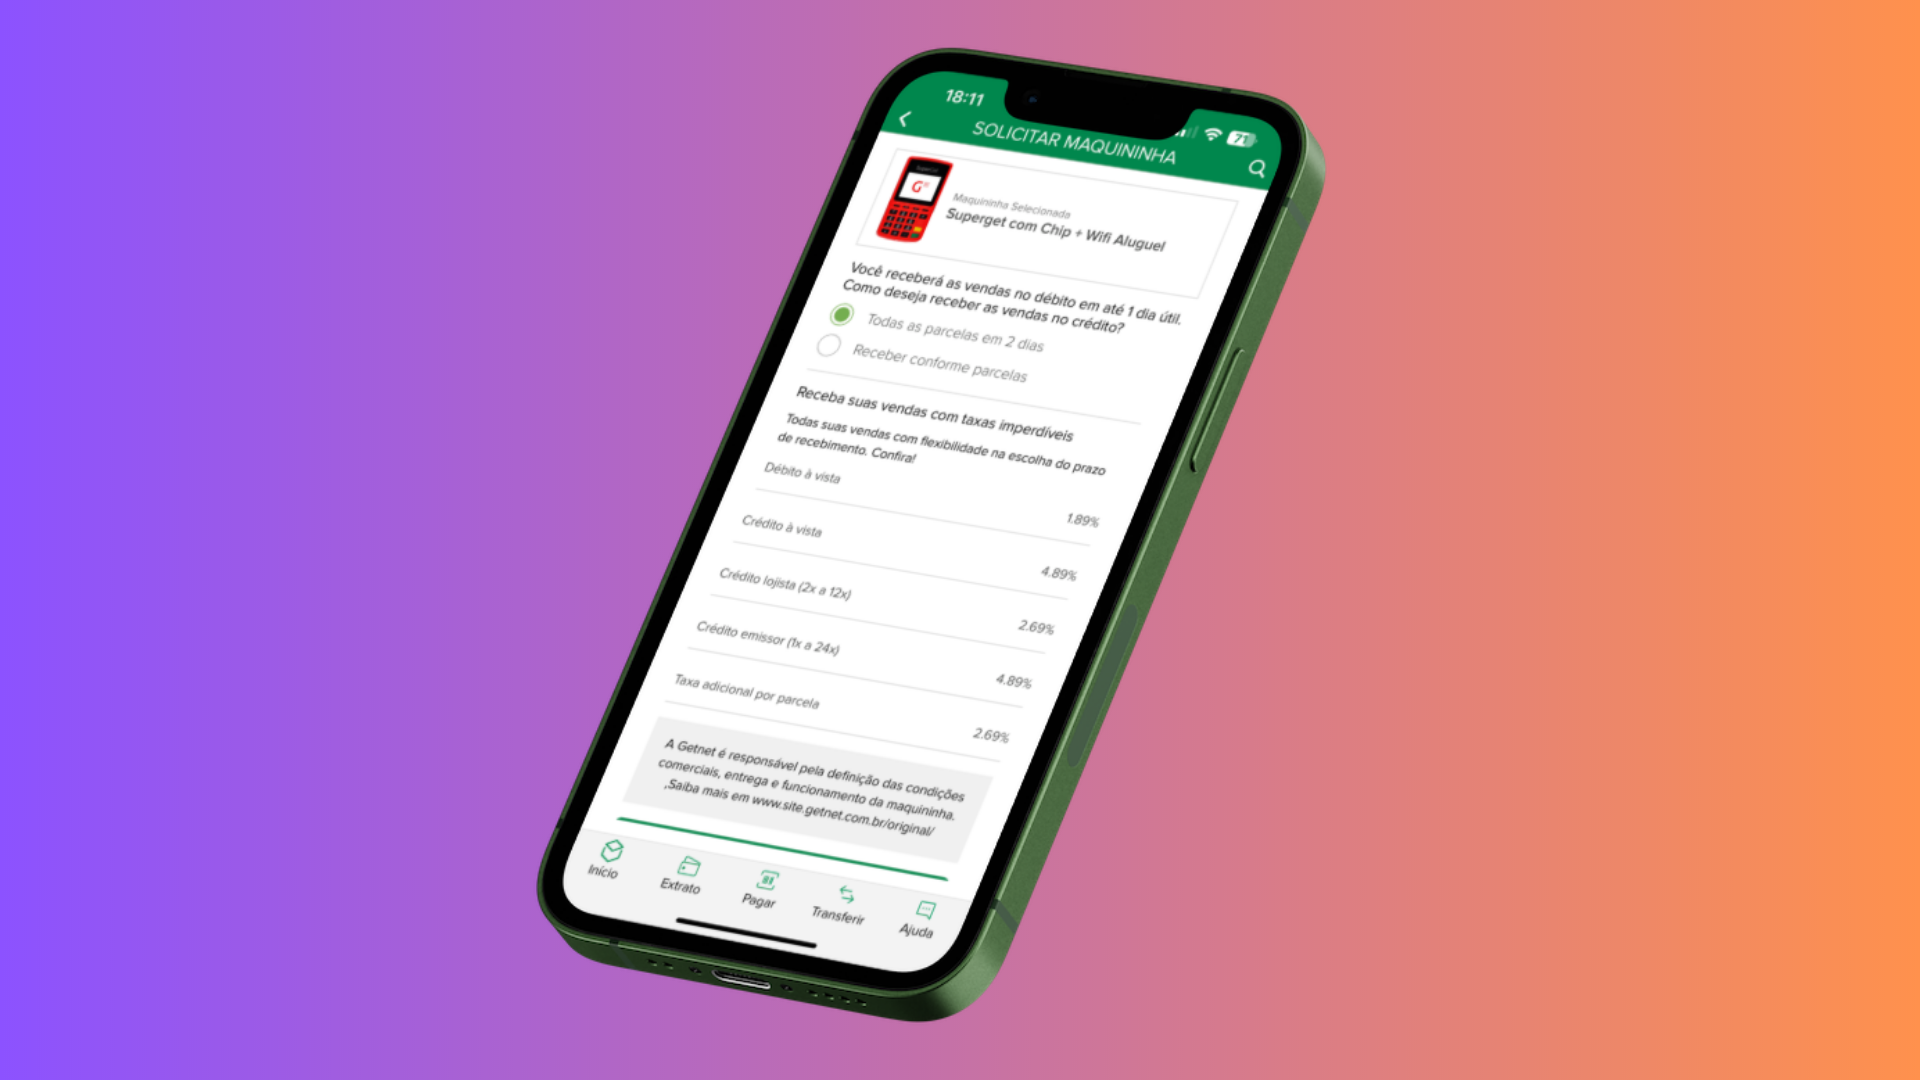 18:11
71
SOLICITAR MAQUININHA
Maquininha Selecionada
Superget com Chip + Wifi Aluguel
Você receberá as vendas no débito em até 1 dia útil.
Como deseja receber as vendas no crédito?
Todas as parcelas em 2 dias
Receber conforme parcelas
Receba suas vendas com taxas imperdíveis
Todas suas vendas com flexibilidade na escolha do prazo
de recebimento. Confira!
Débito à vista
1.89%
Crédito à vista
4.89%
Crédito lojista (2x a 12x)
2.69%
Crédito emissor (1x a 24x)
4.89%
Taxa adicional por parcela
2.69%
A Getnet é responsável pela definição das condições
comerciais, entrega e funcionamento da maquininha.
,Saiba mais em www.site.getnet.com.br/original/
Início
Extrato
Pagar
Transferir
Ajuda